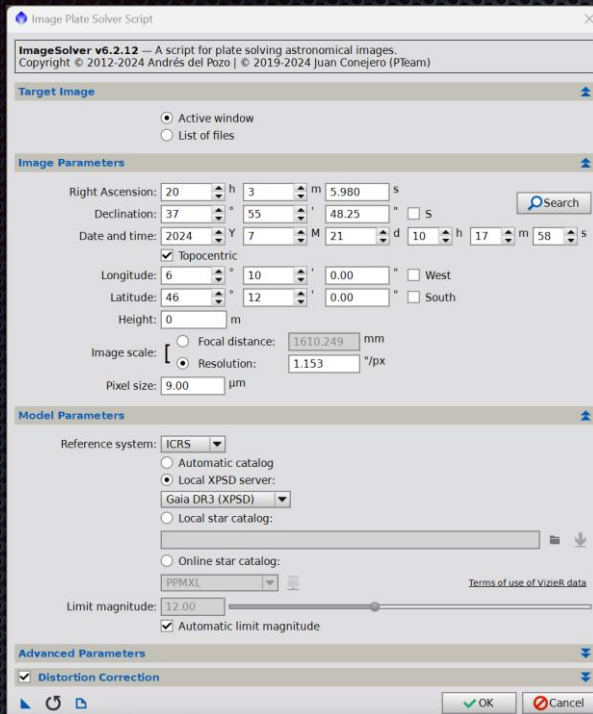 Image Plate Solver Script
ImageSolver v6.2.12 — A script for plate solving astronomical images.
Copyright © 2012-2024 Andrés del Pozo | © 2019-2024 Juan Conejero (PTeam)
Target Image
Active window
List of files
Image Parameters
Right Ascension: 20 h 3 m 5.980 s
Search
Declination: 37 ° 55 ' 48.25 " S
Date and time: 2024 Y 7 M 21 d 10 h 17 m 58 s
Topocentric
Longitude: 6 ° 10 ' 0.00 " West
Latitude: 46 ° 12 ' 0.00 " South
Height: 0 m
Image scale: [ Focal distance: 1610.249 mm
Resolution: 1.153 "/px
Pixel size: 9.00 μm
Model Parameters
Reference system: ICRS
Automatic catalog
Local XPSD server:
Gaia DR3 (XPSD)
Local star catalog:
Online star catalog:
PPMXL Terms of use of VizieR data
Limit magnitude: 12.00
Automatic limit magnitude
Advanced Parameters
Distortion Correction
OK Cancel